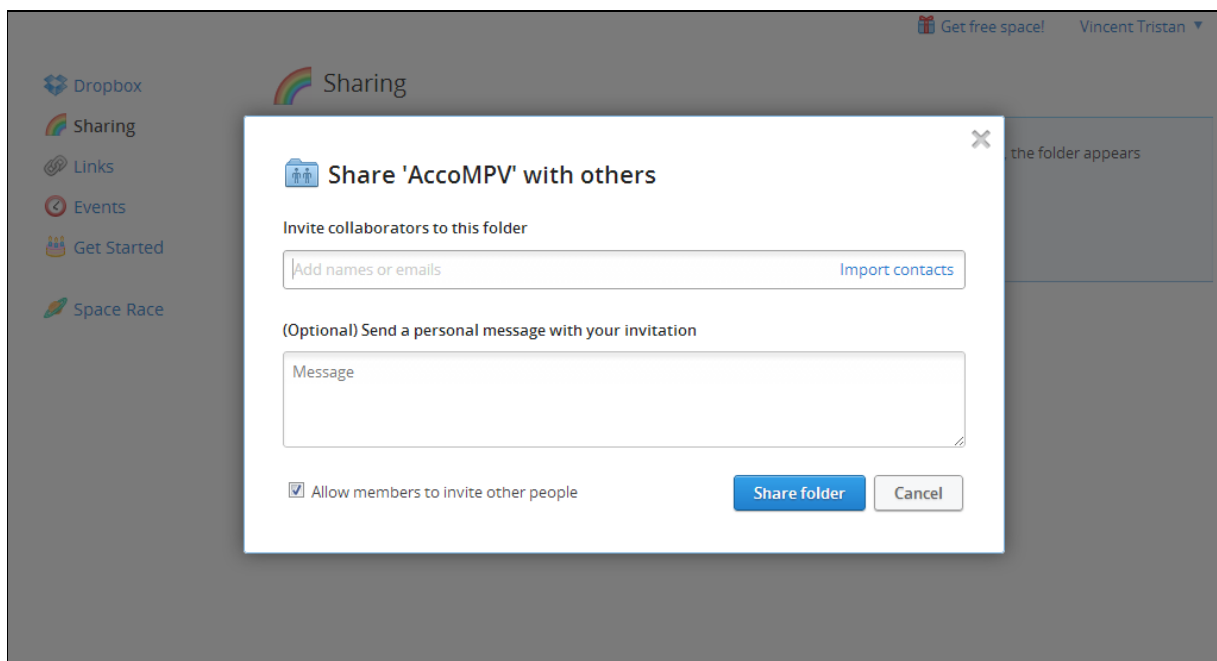 Get free space!
Vincent Tristan
Dropbox
Sharing
Links
Events
Get Started
Space Race
Sharing
, the folder appears
Share 'AccoMPV' with others
Invite collaborators to this folder
Add names or emails
Import contacts
(Optional) Send a personal message with your invitation
Message
Allow members to invite other people
Share folder
Cancel